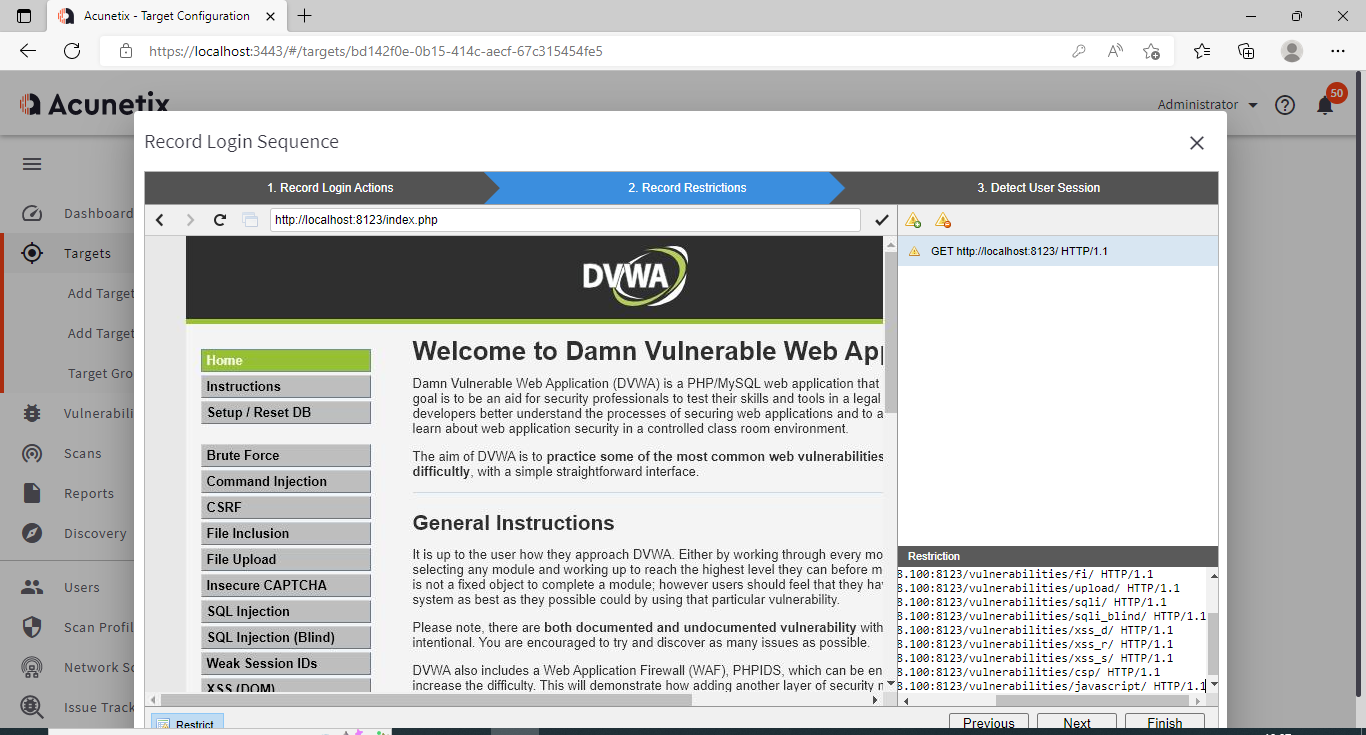 Acunetix - Target Configuration
https://localhost:3443/#/targets/bd142f0e-0b15-414c-aecf-67c315454fe5
Acunetix
Administrator
50
Record Login Sequence
1. Record Login Actions
2. Record Restrictions
3. Detect User Session
http://localhost:8123/index.php
Dashboard
Targets
Add Target
Add Target
Target Gro
Vulnerabili
Scans
Reports
Discovery
Users
Scan Profil
Network Sc
Issue Track
DVWA
Home
Instructions
Setup / Reset DB
Brute Force
Command Injection
CSRF
File Inclusion
File Upload
Insecure CAPTCHA
SQL Injection
SQL Injection (Blind)
Weak Session IDs
XSS (DOM)
Welcome to Damn Vulnerable Web App
Damn Vulnerable Web Application (DVWA) is a PHP/MySQL web application that
goal is to be an aid for security professionals to test their skills and tools in a legal
developers better understand the processes of securing web applications and to a
learn about web application security in a controlled class room environment.
The aim of DVWA is to practice some of the most common web vulnerabilities
difficultly, with a simple straightforward interface.
General Instructions
It is up to the user how they approach DVWA. Either by working through every mo
selecting any module and working up to reach the highest level they can before m
is not a fixed object to complete a module; however users should feel that they hav
system as best as they possible could by using that particular vulnerability.
Please note, there are both documented and undocumented vulnerability with
intentional. You are encouraged to try and discover as many issues as possible.
DVWA also includes a Web Application Firewall (WAF), PHPIDS, which can be en
increase the difficulty. This will demonstrate how adding another layer of security m
GET http://localhost:8123/ HTTP/1.1
Restriction
8.100:8123/vulnerabilities/fi/ HTTP/1.1
8.100:8123/vulnerabilities/upload/ HTTP/1.1
8.100:8123/vulnerabilities/sqli/ HTTP/1.1
8.100:8123/vulnerabilities/sqli_blind/ HTTP/1.1
8.100:8123/vulnerabilities/xss_d/ HTTP/1.1
8.100:8123/vulnerabilities/xss_r/ HTTP/1.1
8.100:8123/vulnerabilities/xss_s/ HTTP/1.1
8.100:8123/vulnerabilities/csp/ HTTP/1.1
8.100:8123/vulnerabilities/javascript/ HTTP/1.1
Restrict
Previous
Next
Finish